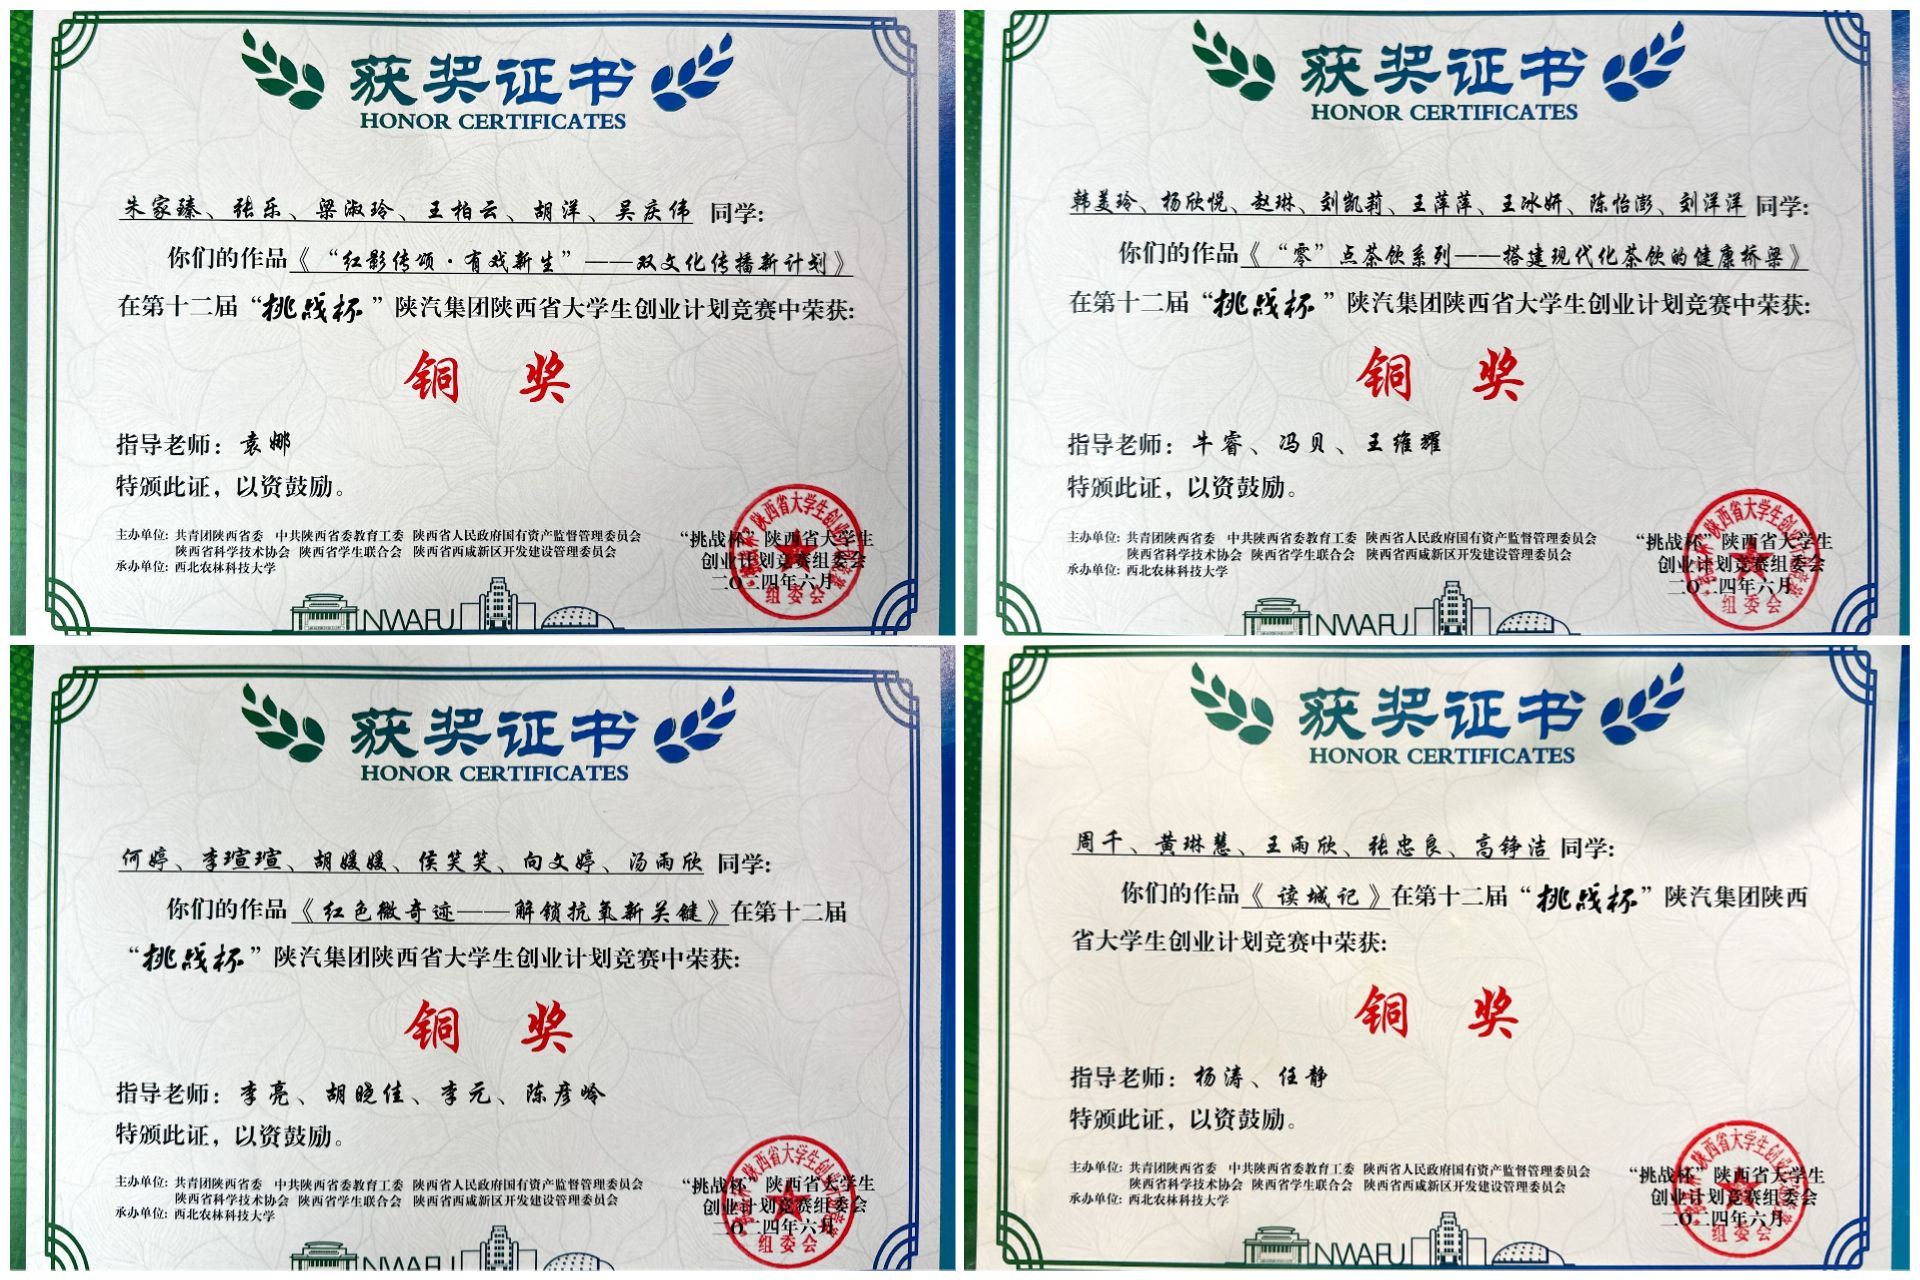 获奖证书
HONOR CERTIFICATES
朱家臻、张乐、梁淑玲、王柏云、胡洋、吴庆伟 同学:
你们的作品《“红影传颂·有戏新生”——双文化传播新计划》
在第十二届“挑战杯”陕汽集团陕西省大学生创业计划竞赛中荣获:
铜 奖
指导老师: 袁娜
特颁此证,以资鼓励。
主办单位: 共青团陕西省委 中共陕西省委教育工委 陕西省人民政府国有资产监督管理委员会
陕西省科学技术协会 陕西省学生联合会 陕西省西咸新区开发建设管理委员会
承办单位: 西北农林科技大学
“挑战杯”陕西省大学生
创业计划竞赛组委会
二〇二四年六月
组委会
NWAFU
获奖证书
HONOR CERTIFICATES
韩美玲、杨欣悦、赵琳、刘凯莉、王萍萍、王冰妍、陈怡澎、刘洋洋 同学:
你们的作品《“零”点茶饮系列——搭建现代化茶饮的健康桥梁》
在第十二届“挑战杯”陕汽集团陕西省大学生创业计划竞赛中荣获:
铜 奖
指导老师: 牛睿、冯贝、王维耀
特颁此证,以资鼓励。
主办单位: 共青团陕西省委 中共陕西省委教育工委 陕西省人民政府国有资产监督管理委员会
陕西省科学技术协会 陕西省学生联合会 陕西省西咸新区开发建设管理委员会
承办单位: 西北农林科技大学
“挑战杯”陕西省大学生
创业计划竞赛组委会
二〇二四年六月
组委会
NWAFU
获奖证书
HONOR CERTIFICATES
何婷、李瑄瑄、胡媛媛、侯笑笑、向文婷、汤雨欣 同学:
你们的作品《红色微奇迹——解锁抗氧新关键》在第十二届
“挑战杯”陕汽集团陕西省大学生创业计划竞赛中荣获:
铜 奖
指导老师: 李亮、胡晓佳、李元、陈彦岭
特颁此证,以资鼓励。
主办单位: 共青团陕西省委 中共陕西省委教育工委 陕西省人民政府国有资产监督管理委员会
陕西省科学技术协会 陕西省学生联合会 陕西省西咸新区开发建设管理委员会
承办单位: 西北农林科技大学
“挑战杯”陕西省大学生
创业计划竞赛组委会
二〇二四年六月
组委会
NWAFU
获奖证书
HONOR CERTIFICATES
周千、黄琳慧、王雨欣、张忠良、高铮洁 同学:
你们的作品《读城记》在第十二届“挑战杯”陕汽集团陕西
省大学生创业计划竞赛中荣获:
铜 奖
指导老师: 杨涛、任静
特颁此证,以资鼓励。
主办单位: 共青团陕西省委 中共陕西省委教育工委 陕西省人民政府国有资产监督管理委员会
陕西省科学技术协会 陕西省学生联合会 陕西省西咸新区开发建设管理委员会
承办单位: 西北农林科技大学
“挑战杯”陕西省大学生
创业计划竞赛组委会
二〇二四年六月
组委会
NWAFU